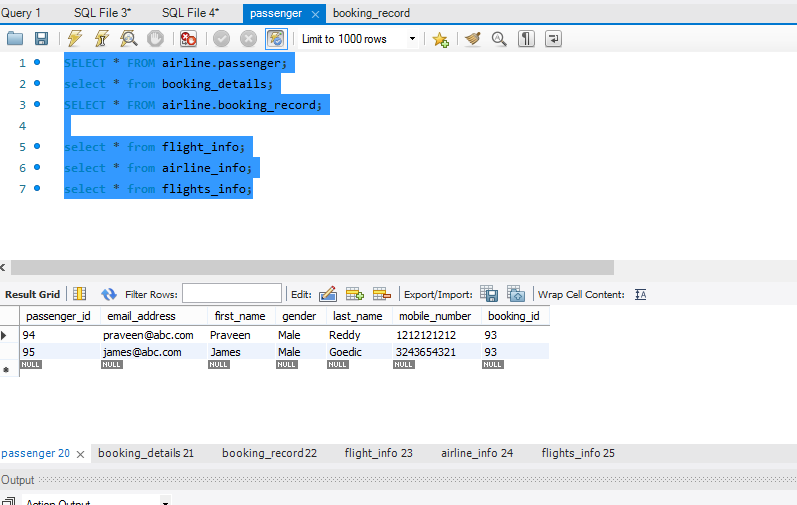 Query 1 SQL File 3* SQL File 4* passenger booking_record
Limit to 1000 rows
1 SELECT * FROM airline.passenger;
2 select * from booking_details;
3 SELECT * FROM airline.booking_record;
4
5 select * from flight_info;
6 select * from airline_info;
7 select * from flights_info;
Result Grid Filter Rows: Edit: Export/Import: Wrap Cell Content: IA
passenger_id email_address first_name gender last_name mobile_number booking_id
94 praveen@abc.com Praveen Male Reddy 1212121212 93
95 james@abc.com James Male Goedic 3243654321 93
NULL NULL NULL NULL NULL NULL NULL
passenger 20 booking_details 21 booking_record 22 flight_info 23 airline_info 24 flights_info 25
Output
Action Output